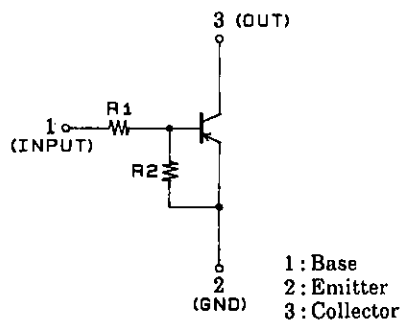 3 (OUT)
R1
1
(INPUT)
R2
2
(GND)
1 : Base
2 : Emitter
3 : Collector